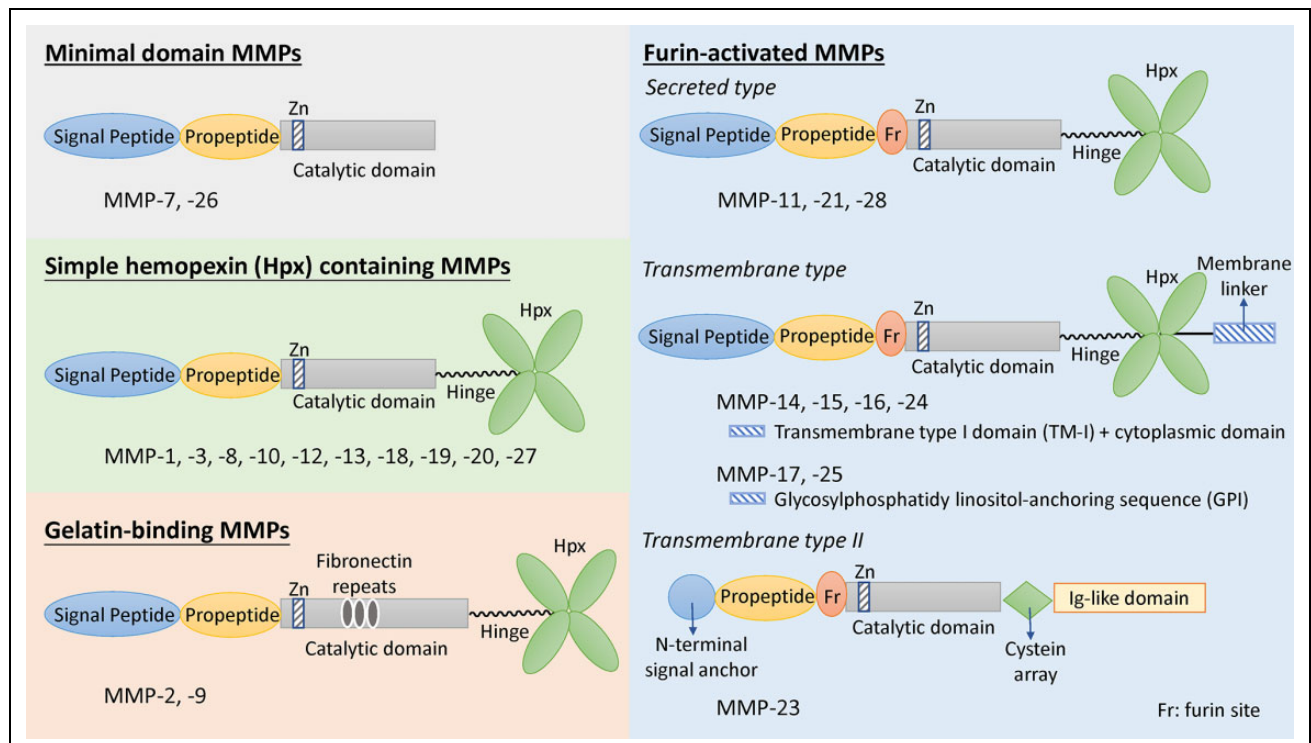 Minimal domain MMPs
Zn
Signal Peptide
Propeptide
Catalytic domain
MMP-7, -26
Simple hemopexin (Hpx) containing MMPs
Hpx
Zn
Signal Peptide
Propeptide
Hinge
Catalytic domain
MMP-1, -3, -8, -10, -12, -13, -18, -19, -20, -27
Gelatin-binding MMPs
Hpx
Fibronectin
repeats
Zn
Signal Peptide
Propeptide
Hinge
Catalytic domain
MMP-2, -9
Furin-activated MMPs
Secreted type
Hpx
Zn
Signal Peptide
Propeptide
Fr
Hinge
Catalytic domain
MMP-11, -21, -28
Transmembrane type
Membrane
linker
Hpx
Zn
Signal Peptide
Propeptide
Fr
Hinge
Catalytic domain
MMP-14, -15, -16, -24
Transmembrane type I domain (TM-I) + cytoplasmic domain
MMP-17, -25
Glycosylphosphatidy linositol-anchoring sequence (GPI)
Transmembrane type II
Zn
Propeptide
Fr
Ig-like domain
Catalytic domain
N-terminal
signal anchor
Cystein
array
MMP-23
Fr: furin site